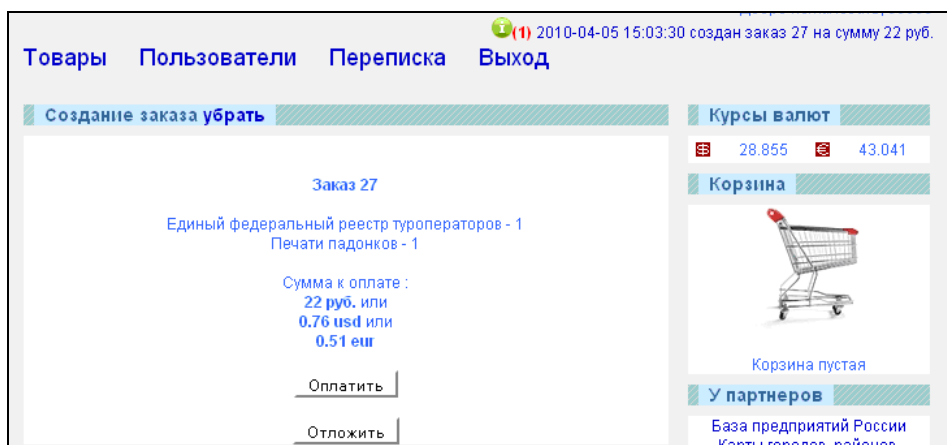 (1) 2010-04-05 15:03:30 создан заказ 27 на сумму 22 руб.
Товары Пользователи Переписка Выход
Создание заказа убрать
Заказ 27
Единый федеральный реестр туроператоров - 1
Печати падонков - 1
Сумма к оплате :
22 руб. или
0.76 usd или
0.51 eur
Оплатить
Отложить
Курсы валют
$ 28.855 € 43.041
Корзина
Корзина пустая
У партнеров
База предприятий России
Карты городов, районов